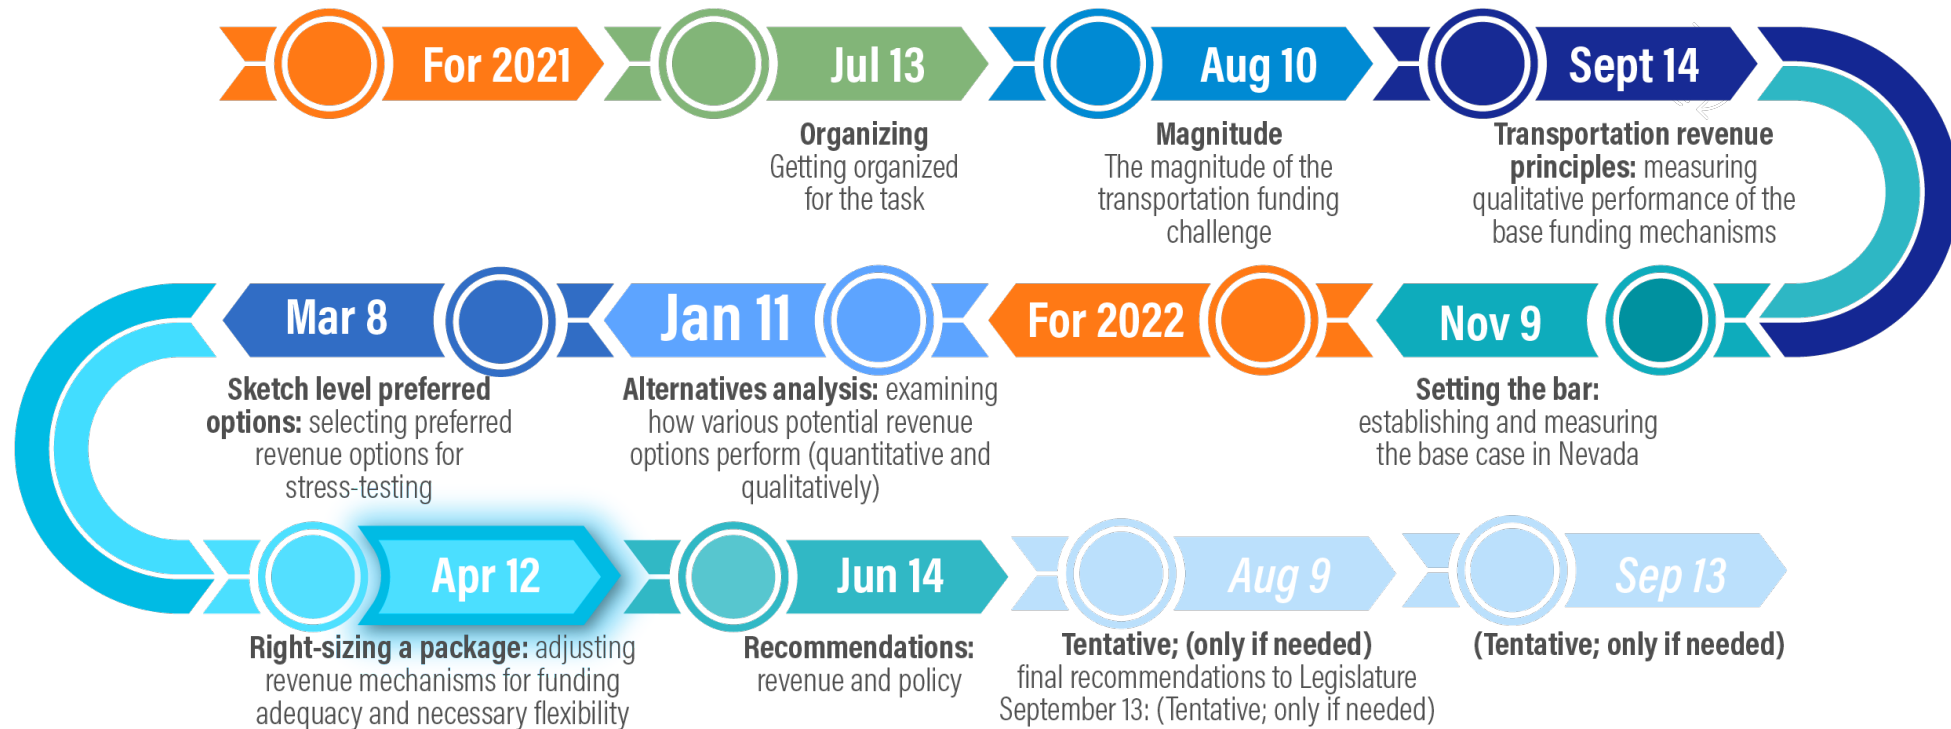 For 2021
Jul 13
Aug 10
Sept 14
Organizing
Getting organized
for the task
Magnitude
The magnitude of the
transportation funding
challenge
Transportation revenue
principles: measuring
qualitative performance of the
base funding mechanisms
Nov 9
Setting the bar:
establishing and measuring
the base case in Nevada
For 2022
Jan 11
Alternatives analysis: examining
how various potential revenue
options perform (quantitative and
qualitatively)
Mar 8
Sketch level preferred
options: selecting preferred
revenue options for
stress-testing
Apr 12
Right-sizing a package: adjusting
revenue mechanisms for funding
adequacy and necessary flexibility
Jun 14
Recommendations:
revenue and policy
Aug 9
Tentative; (only if needed)
final recommendations to Legislature
September 13: (Tentative; only if needed)
Sep 13
(Tentative; only if needed)